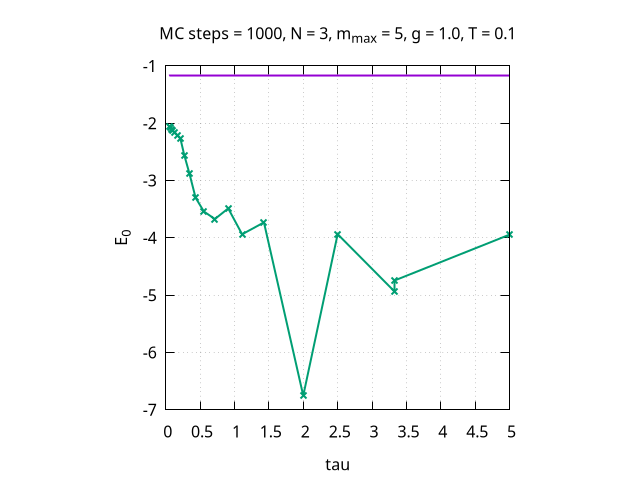 MC steps = 1000, N = 3, m_max = 5, g = 1.0, T = 0.1
-1
-2
-3
-4
-5
-6
-7
E_0
0 0.5 1 1.5 2 2.5 3 3.5 4 4.5 5
tau